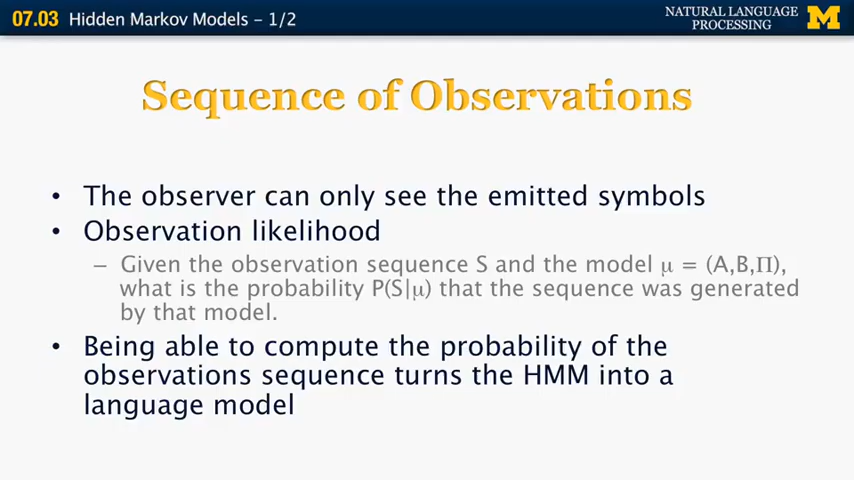 07.03 Hidden Markov Models – 1/2
NATURAL LANGUAGE
PROCESSING
M
Sequence of Observations
• The observer can only see the emitted symbols
• Observation likelihood
– Given the observation sequence S and the model μ = (A,B,Π),
what is the probability P(S|μ) that the sequence was generated
by that model.
• Being able to compute the probability of the
observations sequence turns the HMM into a
language model